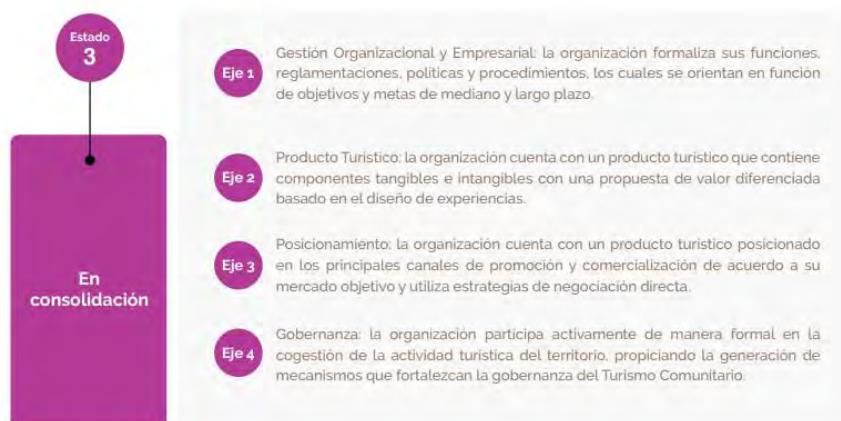 Estado
3
En
consolidación
Eje 1
Gestión Organizacional y Empresarial: la organización formaliza sus funciones,
reglamentaciones, políticas y procedimientos, los cuales se orientan en función
de objetivos y metas de mediano y largo plazo.
Eje 2
Producto Turístico: la organización cuenta con un producto turístico que contiene
componentes tangibles e intangibles con una propuesta de valor diferenciada
basado en el diseño de experiencias.
Eje 3
Posicionamiento: la organización cuenta con un producto turístico posicionado
en los principales canales de promoción y comercialización de acuerdo a su
mercado objetivo y utiliza estrategias de negociación directa.
Eje 4
Gobernanza: la organización participa activamente de manera formal en la
cogestión de la actividad turística del territorio, propiciando la generación de
mecanismos que fortalezcan la gobernanza del Turismo Comunitario.